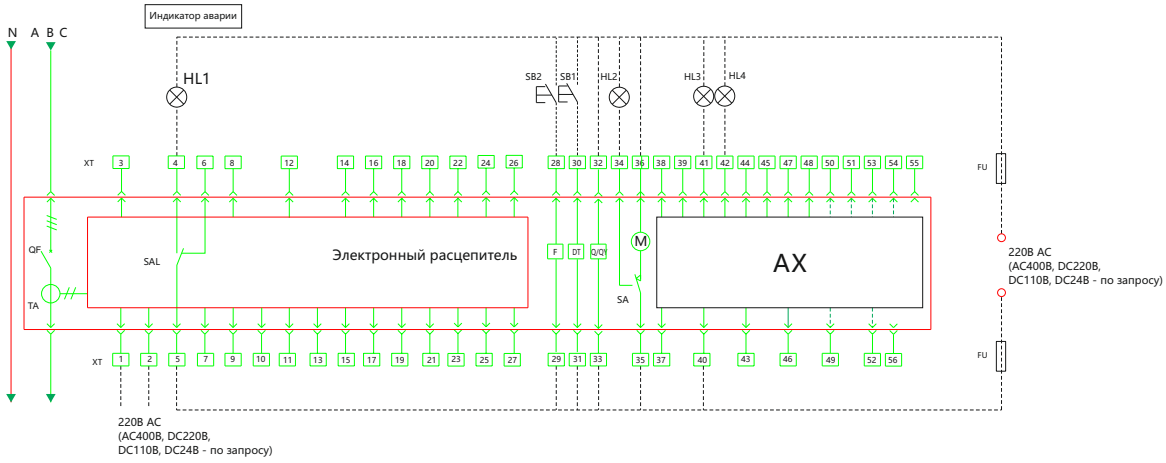 Индикатор аварии
N A B C
HL1
SB2 SB1 HL2 HL3 HL4
XT 3 4 6 8 12 14 16 18 20 22 24 26 28 30 32 34 36 38 39 41 42 44 45 47 48 50 51 53 54 55
FU
QF
SAL
Электронный расцепитель
F DT Q/QY M
AX
220В AC
(AC400В, DC220В,
DC110В, DC24В - по запросу)
TA
SA
XT 1 2 5 7 9 10 11 13 15 17 19 21 23 25 27 29 31 33 35 37 40 43 46 49 52 56
FU
220В AC
(AC400В, DC220В,
DC110В, DC24В - по запросу)